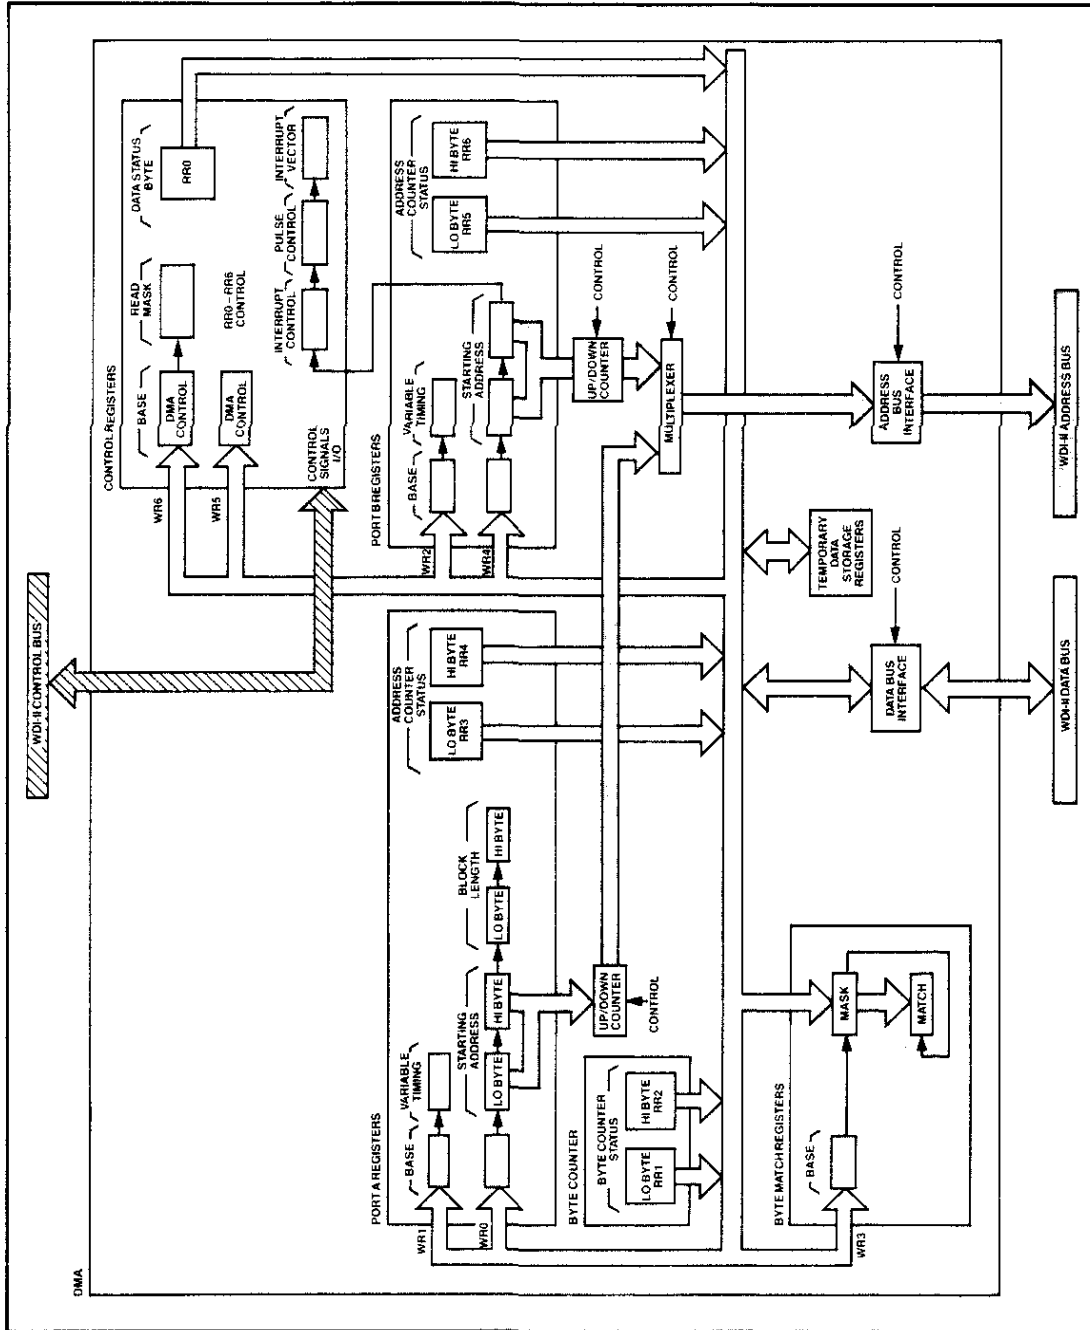 DMA
WDI-II CONTROL BUS
CONTROL REGISTERS
BASE
READ
MASK
DATA STATUS
BYTE
WR6
DMA
CONTROL
RR0
WR5
DMA
CONTROL
RR0 – RR6
CONTROL
CONTROL
SIGNALS
I/O
INTERRUPT
CONTROL
PULSE
CONTROL
INTERRUPT
VECTOR
PORT A REGISTERS
BASE
VARIABLE
TIMING
WR1
WR0
STARTING
ADDRESS
LO BYTE
HI BYTE
BLOCK
LENGTH
LO BYTE
HI BYTE
ADDRESS
COUNTER
STATUS
LO BYTE
RR3
HI BYTE
RR4
PORT B REGISTERS
BASE
VARIABLE
TIMING
WR2
WR4
STARTING
ADDRESS
ADDRESS
COUNTER
STATUS
LO BYTE
RR5
HI BYTE
RR6
BYTE COUNTER
BYTE COUNTER
STATUS
LO BYTE
RR1
HI BYTE
RR2
UP/DOWN
COUNTER
CONTROL
UP/DOWN
COUNTER
CONTROL
MULTIPLEXER
CONTROL
BYTE MATCH REGISTERS
BASE
WR3
MASK
MATCH
DATA BUS
INTERFACE
CONTROL
TEMPORARY
DATA
STORAGE
REGISTERS
ADDRESS
BUS
INTERFACE
CONTROL
WDI-II DATA BUS
WDI-II ADDRESS BUS